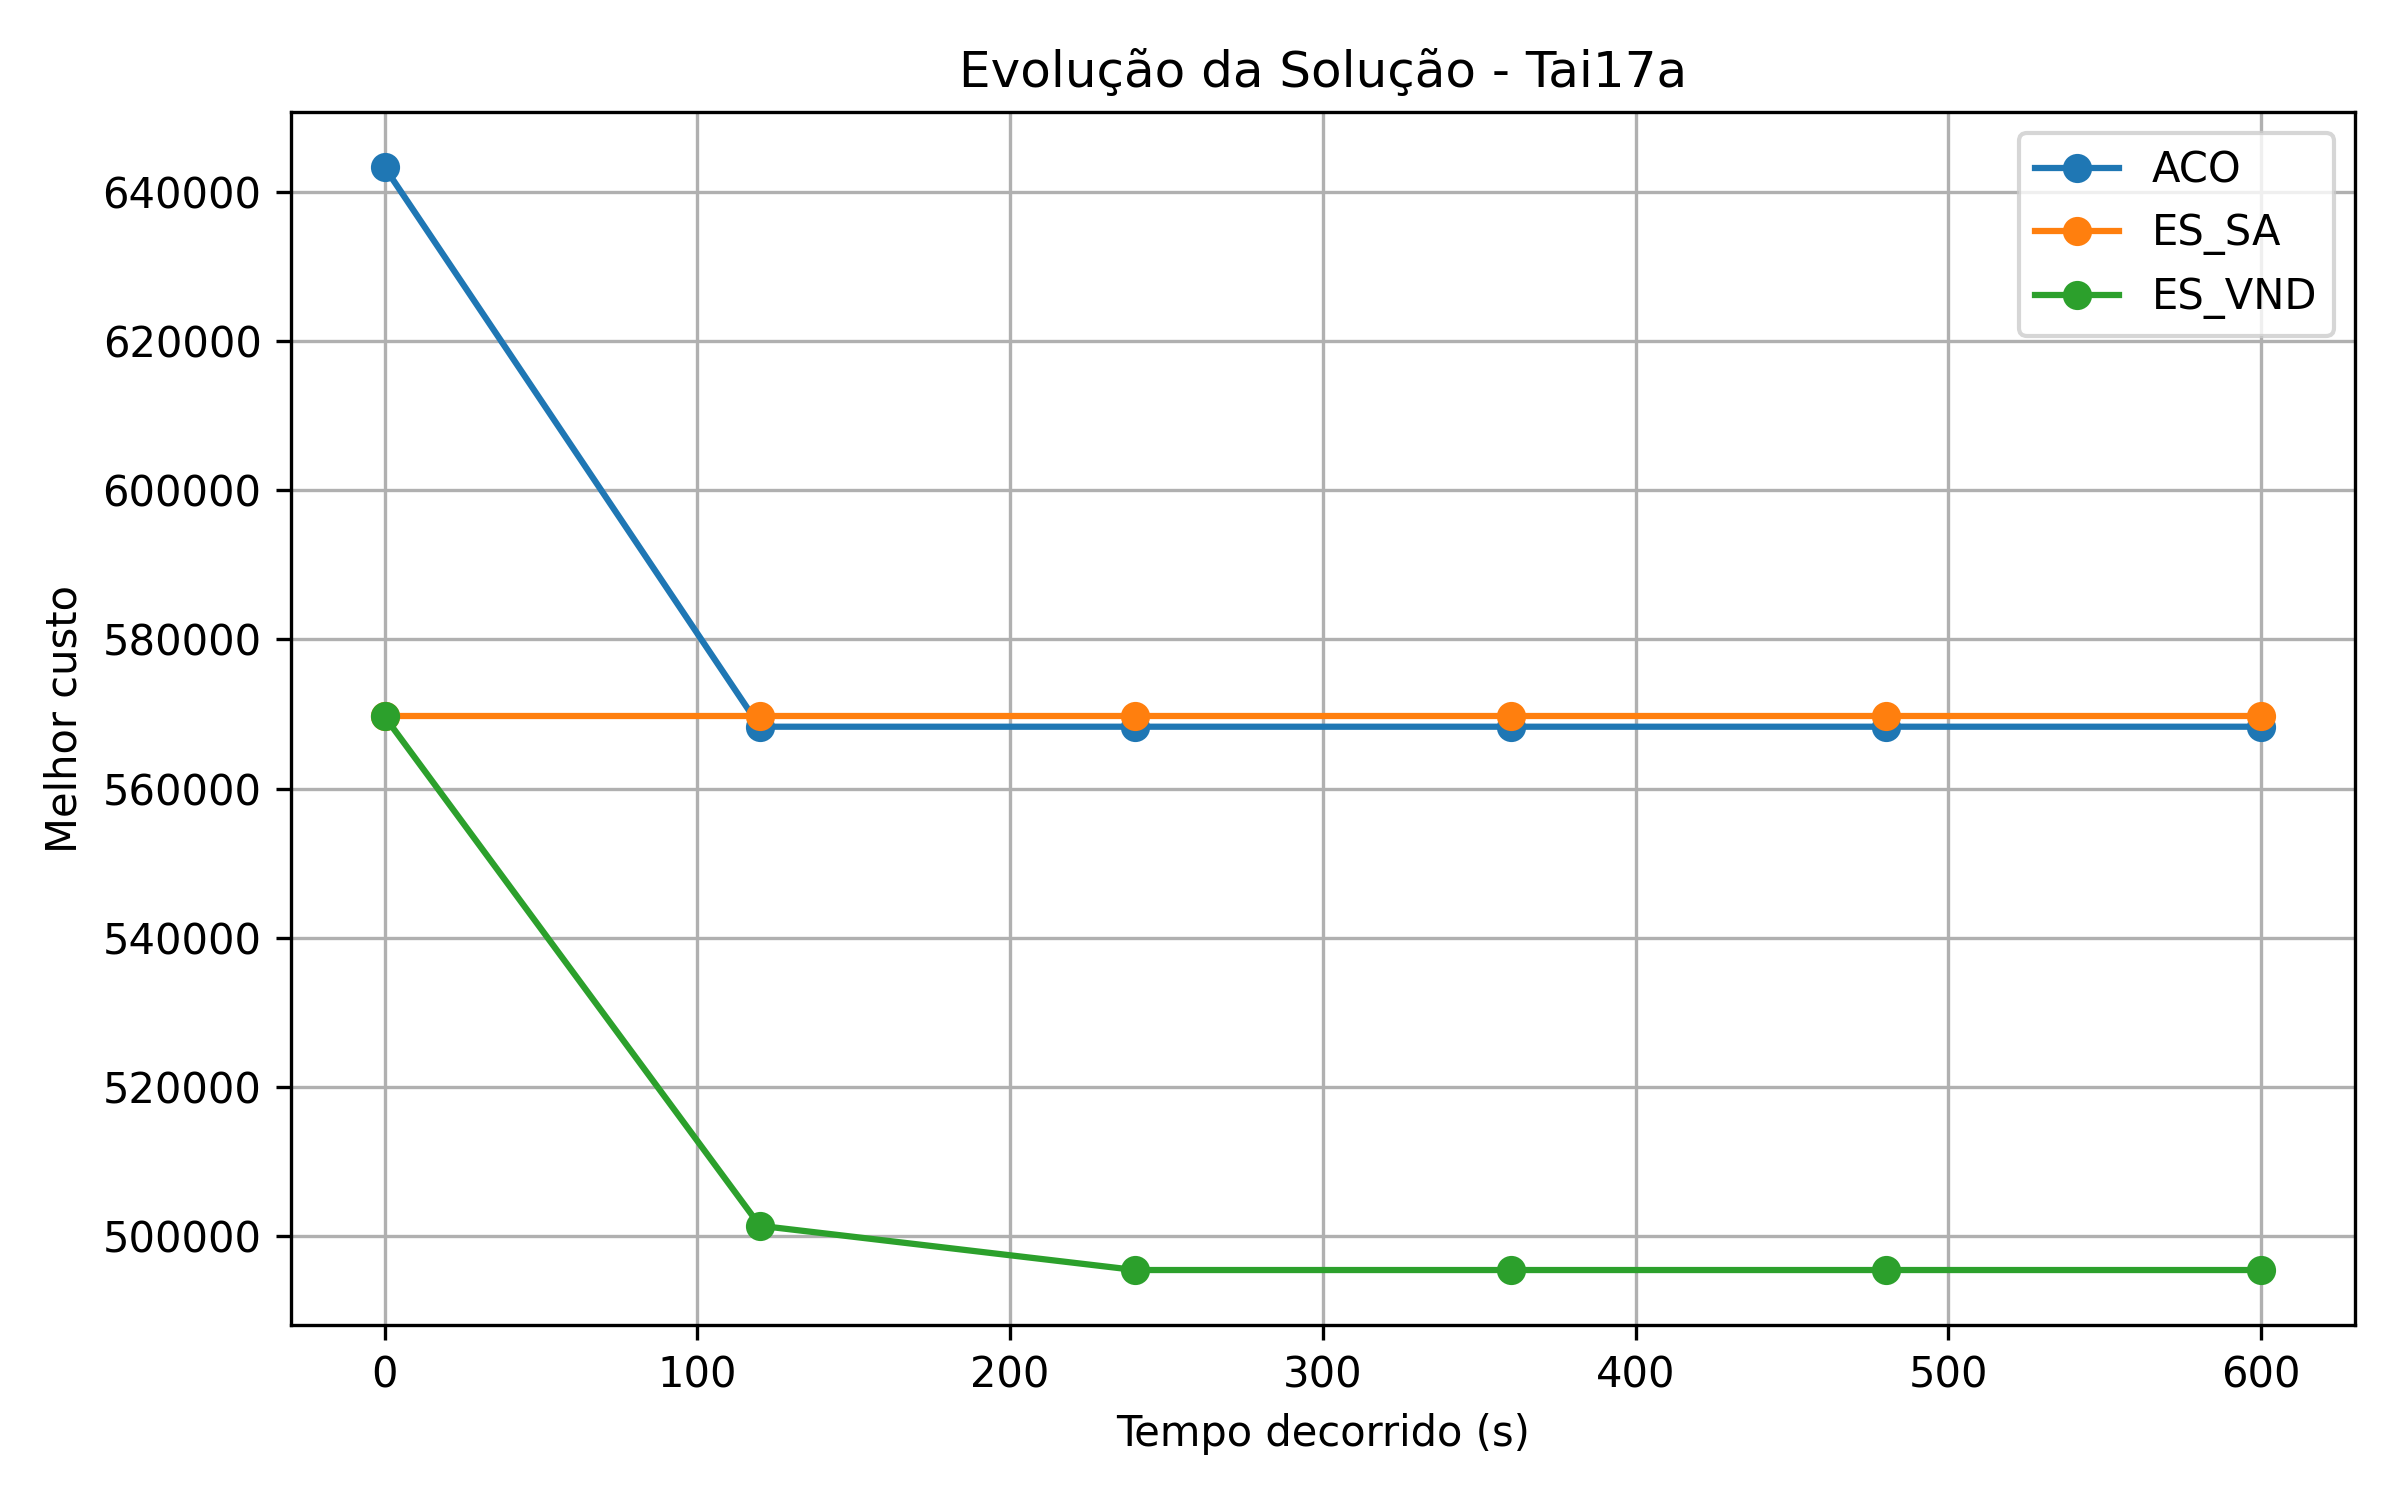 Evolução da Solução - Tai17a
ACO
ES_SA
ES_VND
Melhor custo
640000
620000
600000
580000
560000
540000
520000
500000
0 100 200 300 400 500 600
Tempo decorrido (s)